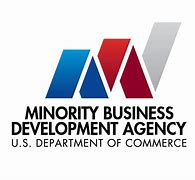 MINORITY BUSINESS
DEVELOPMENT AGENCY
U.S. DEPARTMENT OF COMMERCE